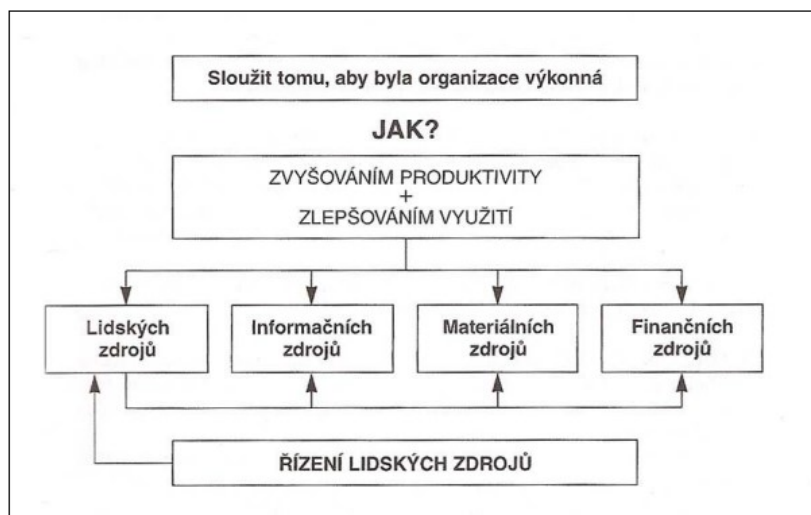 Sloužit tomu, aby byla organizace výkonná
JAK?
ZVYŠOVÁNÍM PRODUKTIVITY
+
ZLEPŠOVÁNÍM VYUŽITÍ
Lidských
zdrojů
Informačních
zdrojů
Materiálních
zdrojů
Finančních
zdrojů
ŘÍZENÍ LIDSKÝCH ZDROJŮ